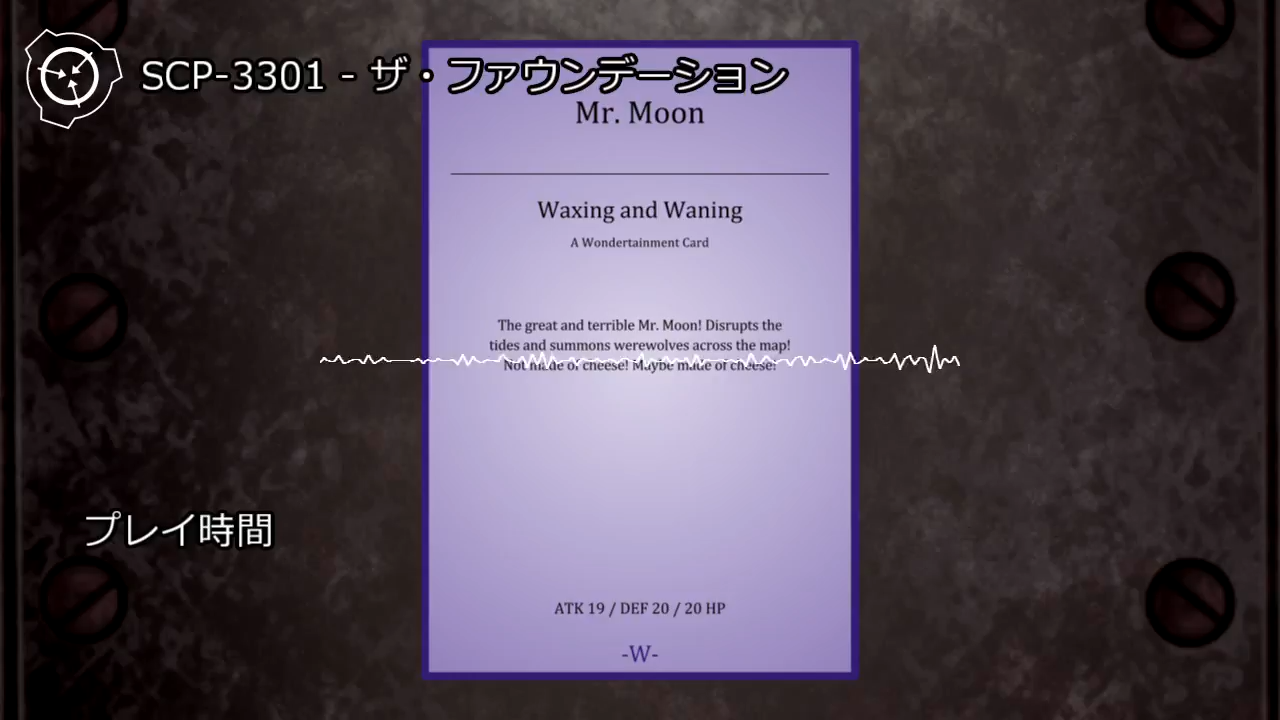 SCP-3301 - ザ・ファウンデーション
Mr. Moon
Waxing and Waning
A Wondertainment Card
The great and terrible Mr. Moon! Disrupts the
tides and summons werewolves across the map!
Not made of cheese! Maybe made of cheese?
プレイ時間
ATK 19 / DEF 20 / 20 HP
-W-